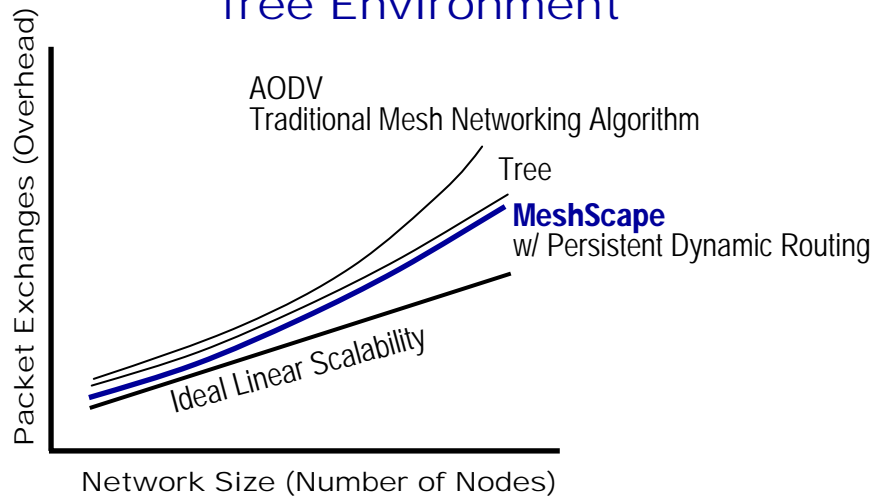 Tree Environment
Packet Exchanges (Overhead)
AODV
Traditional Mesh Networking Algorithm
Tree
MeshScape
w/ Persistent Dynamic Routing
Ideal Linear Scalability
Network Size (Number of Nodes)